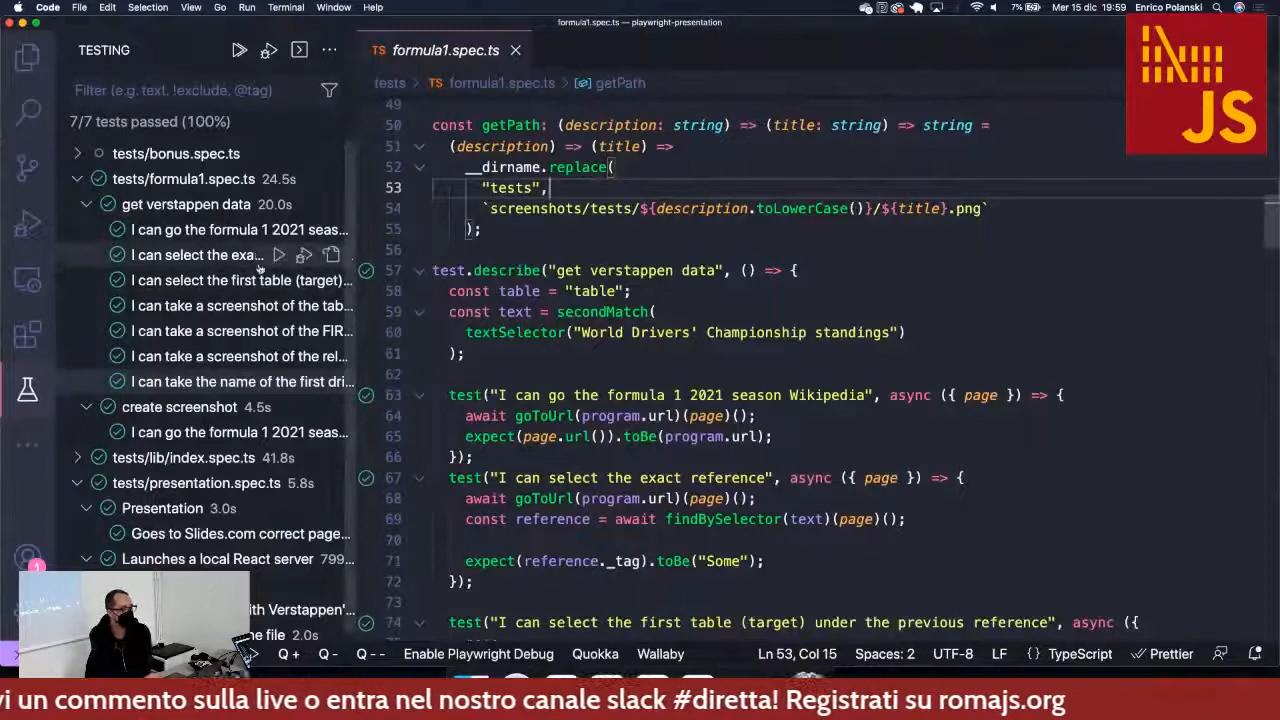 Code File Edit Selection View Go Run Terminal Window Help 7% Mer 15 dic 19:59 Enrico Polanski
formula1.spec.ts — playwright-presentation
JS
TESTING
TS formula1.spec.ts
Filter (e.g. text, !exclude, @tag)
tests > TS formula1.spec.ts > getPath
7/7 tests passed (100%)
tests/bonus.spec.ts
tests/formula1.spec.ts 24.5s
get verstappen data 20.0s
I can go the formula 1 2021 seas...
I can select the exa...
I can select the first table (target)...
I can take a screenshot of the tab...
I can take a screenshot of the FIR...
I can take a screenshot of the rel...
I can take the name of the first dri...
create screenshot 4.5s
I can go the formula 1 2021 seas...
tests/lib/index.spec.ts 41.8s
tests/presentation.spec.ts 5.8s
Presentation 3.0s
Goes to Slides.com correct page...
Launches a local React server 799...
ith Verstappen'...
he file 2.0s
1
49
50 const getPath: (description: string) => (title: string) => string =
51 (description) => (title) =>
52 __dirname.replace(
53 "tests",
54 `screenshots/tests/${description.toLowerCase()}/${title}.png`
55 );
56
57 test.describe("get verstappen data", () => {
58 const table = "table";
59 const text = secondMatch(
60 textSelector("World Drivers' Championship standings")
61 );
62
63 test("I can go the formula 1 2021 season Wikipedia", async ({ page }) => {
64 await goToUrl(program.url)(page)();
65 expect(page.url()).toBe(program.url);
66 });
67 test("I can select the exact reference", async ({ page }) => {
68 await goToUrl(program.url)(page)();
69 const reference = await findBySelector(text)(page)();
70
71 expect(reference._tag).toBe("Some");
72 });
73
74 test("I can select the first table (target) under the previous reference", async ({
Q + Q - Q -- Enable Playwright Debug Quokka Wallaby Ln 53, Col 15 Spaces: 2 UTF-8 LF {} TypeScript Prettier
vi un commento sulla live o entra nel nostro canale slack #diretta! Registrati su romajs.org